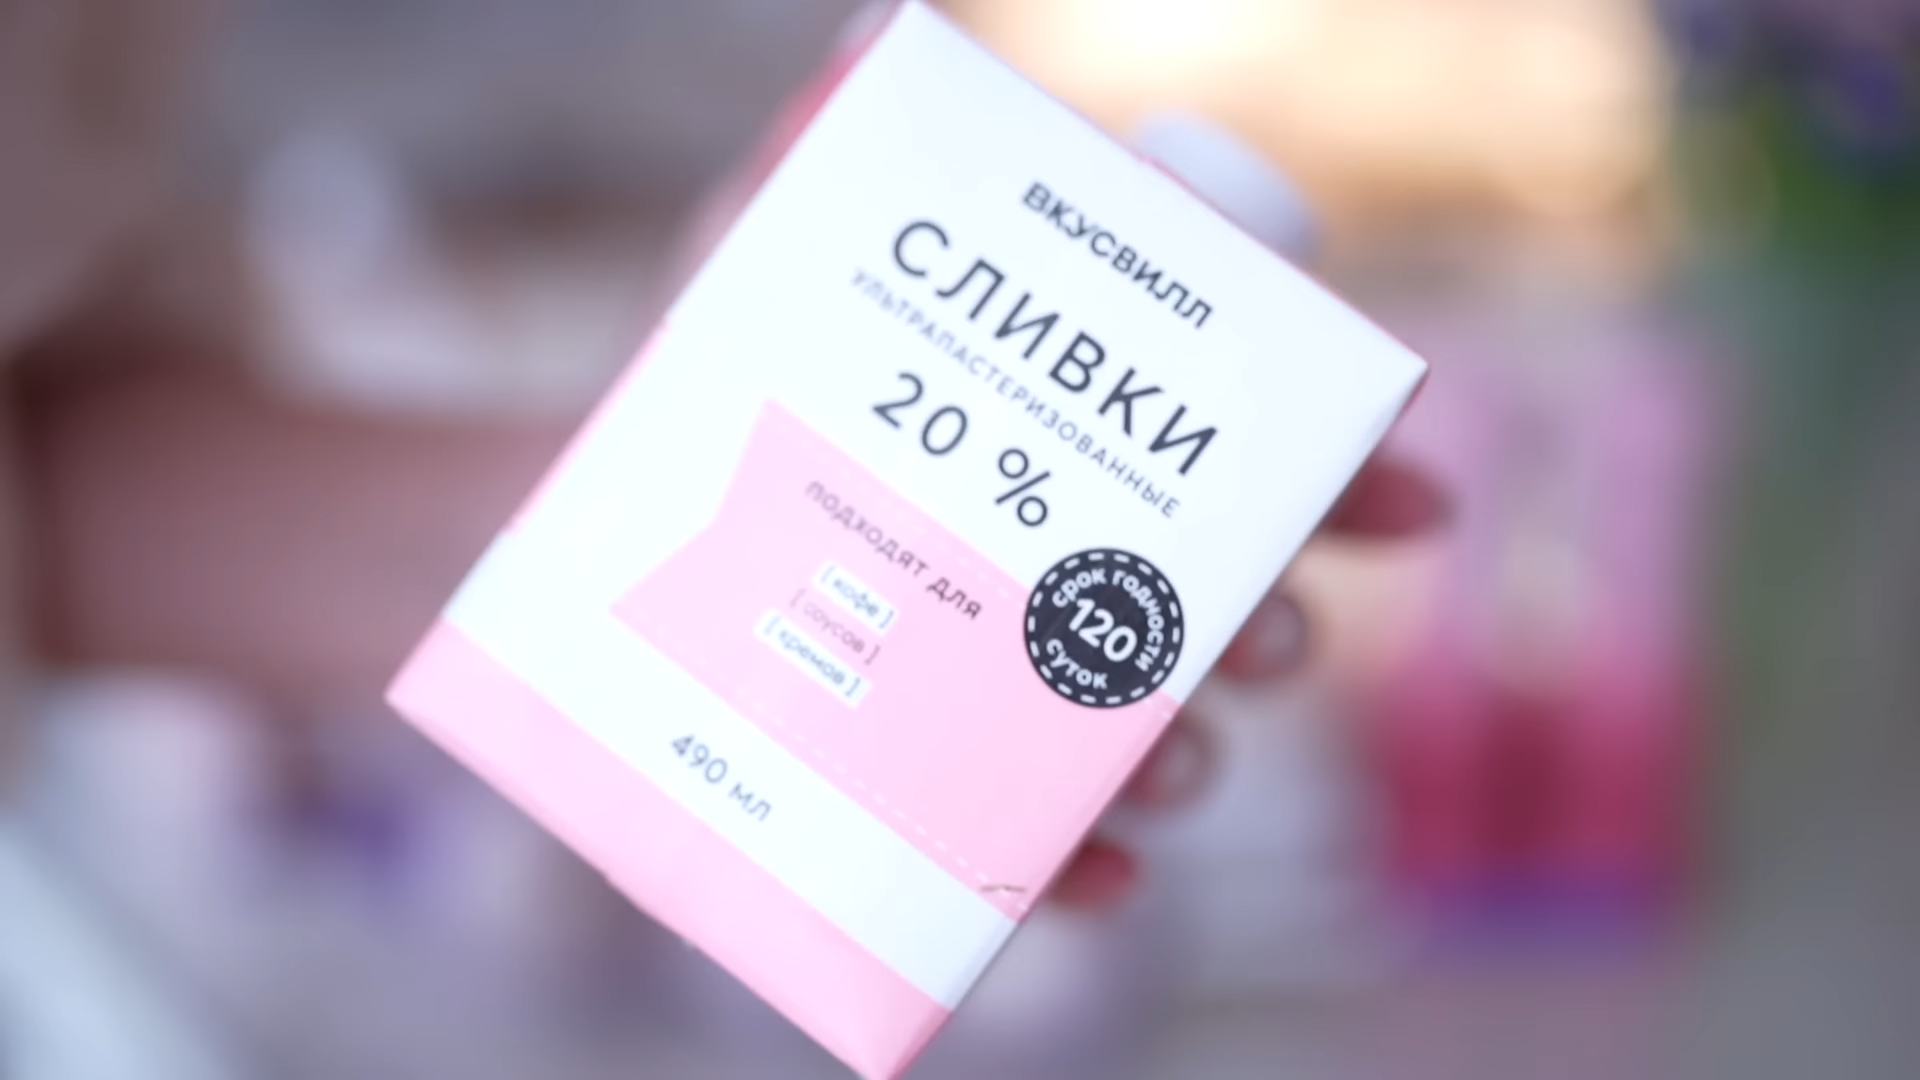 ВКУСВИЛЛ
СЛИВКИ
УЛЬТРАПАСТЕРИЗОВАННЫЕ
20 %
ПОДХОДЯТ ДЛЯ
[ кофе ]
[ соусов ]
[ кремов ]
СРОК ГОДНОСТИ
120
СУТОК
490 мл